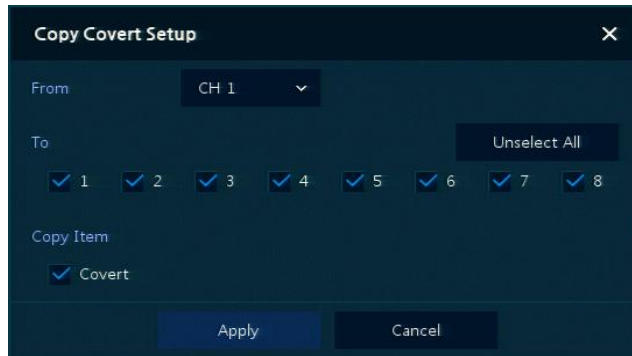 Copy Covert Setup
From CH 1
To Unselect All
1 2 3 4 5 6 7 8
Copy Item
Covert
Apply Cancel